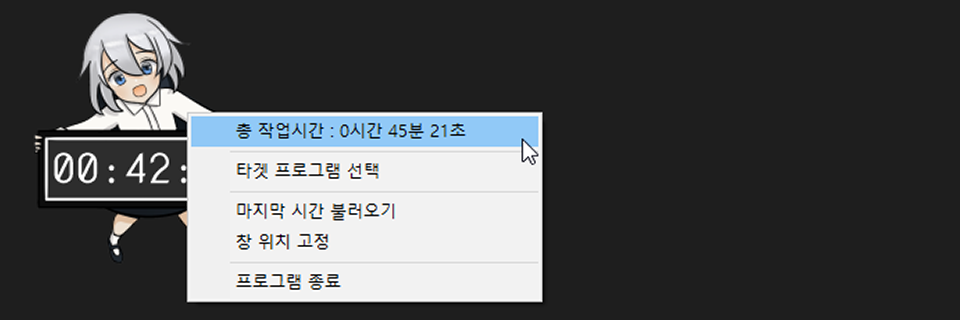 00:42:
총 작업시간 : 0시간 45분 21초
타겟 프로그램 선택
마지막 시간 불러오기
창 위치 고정
프로그램 종료